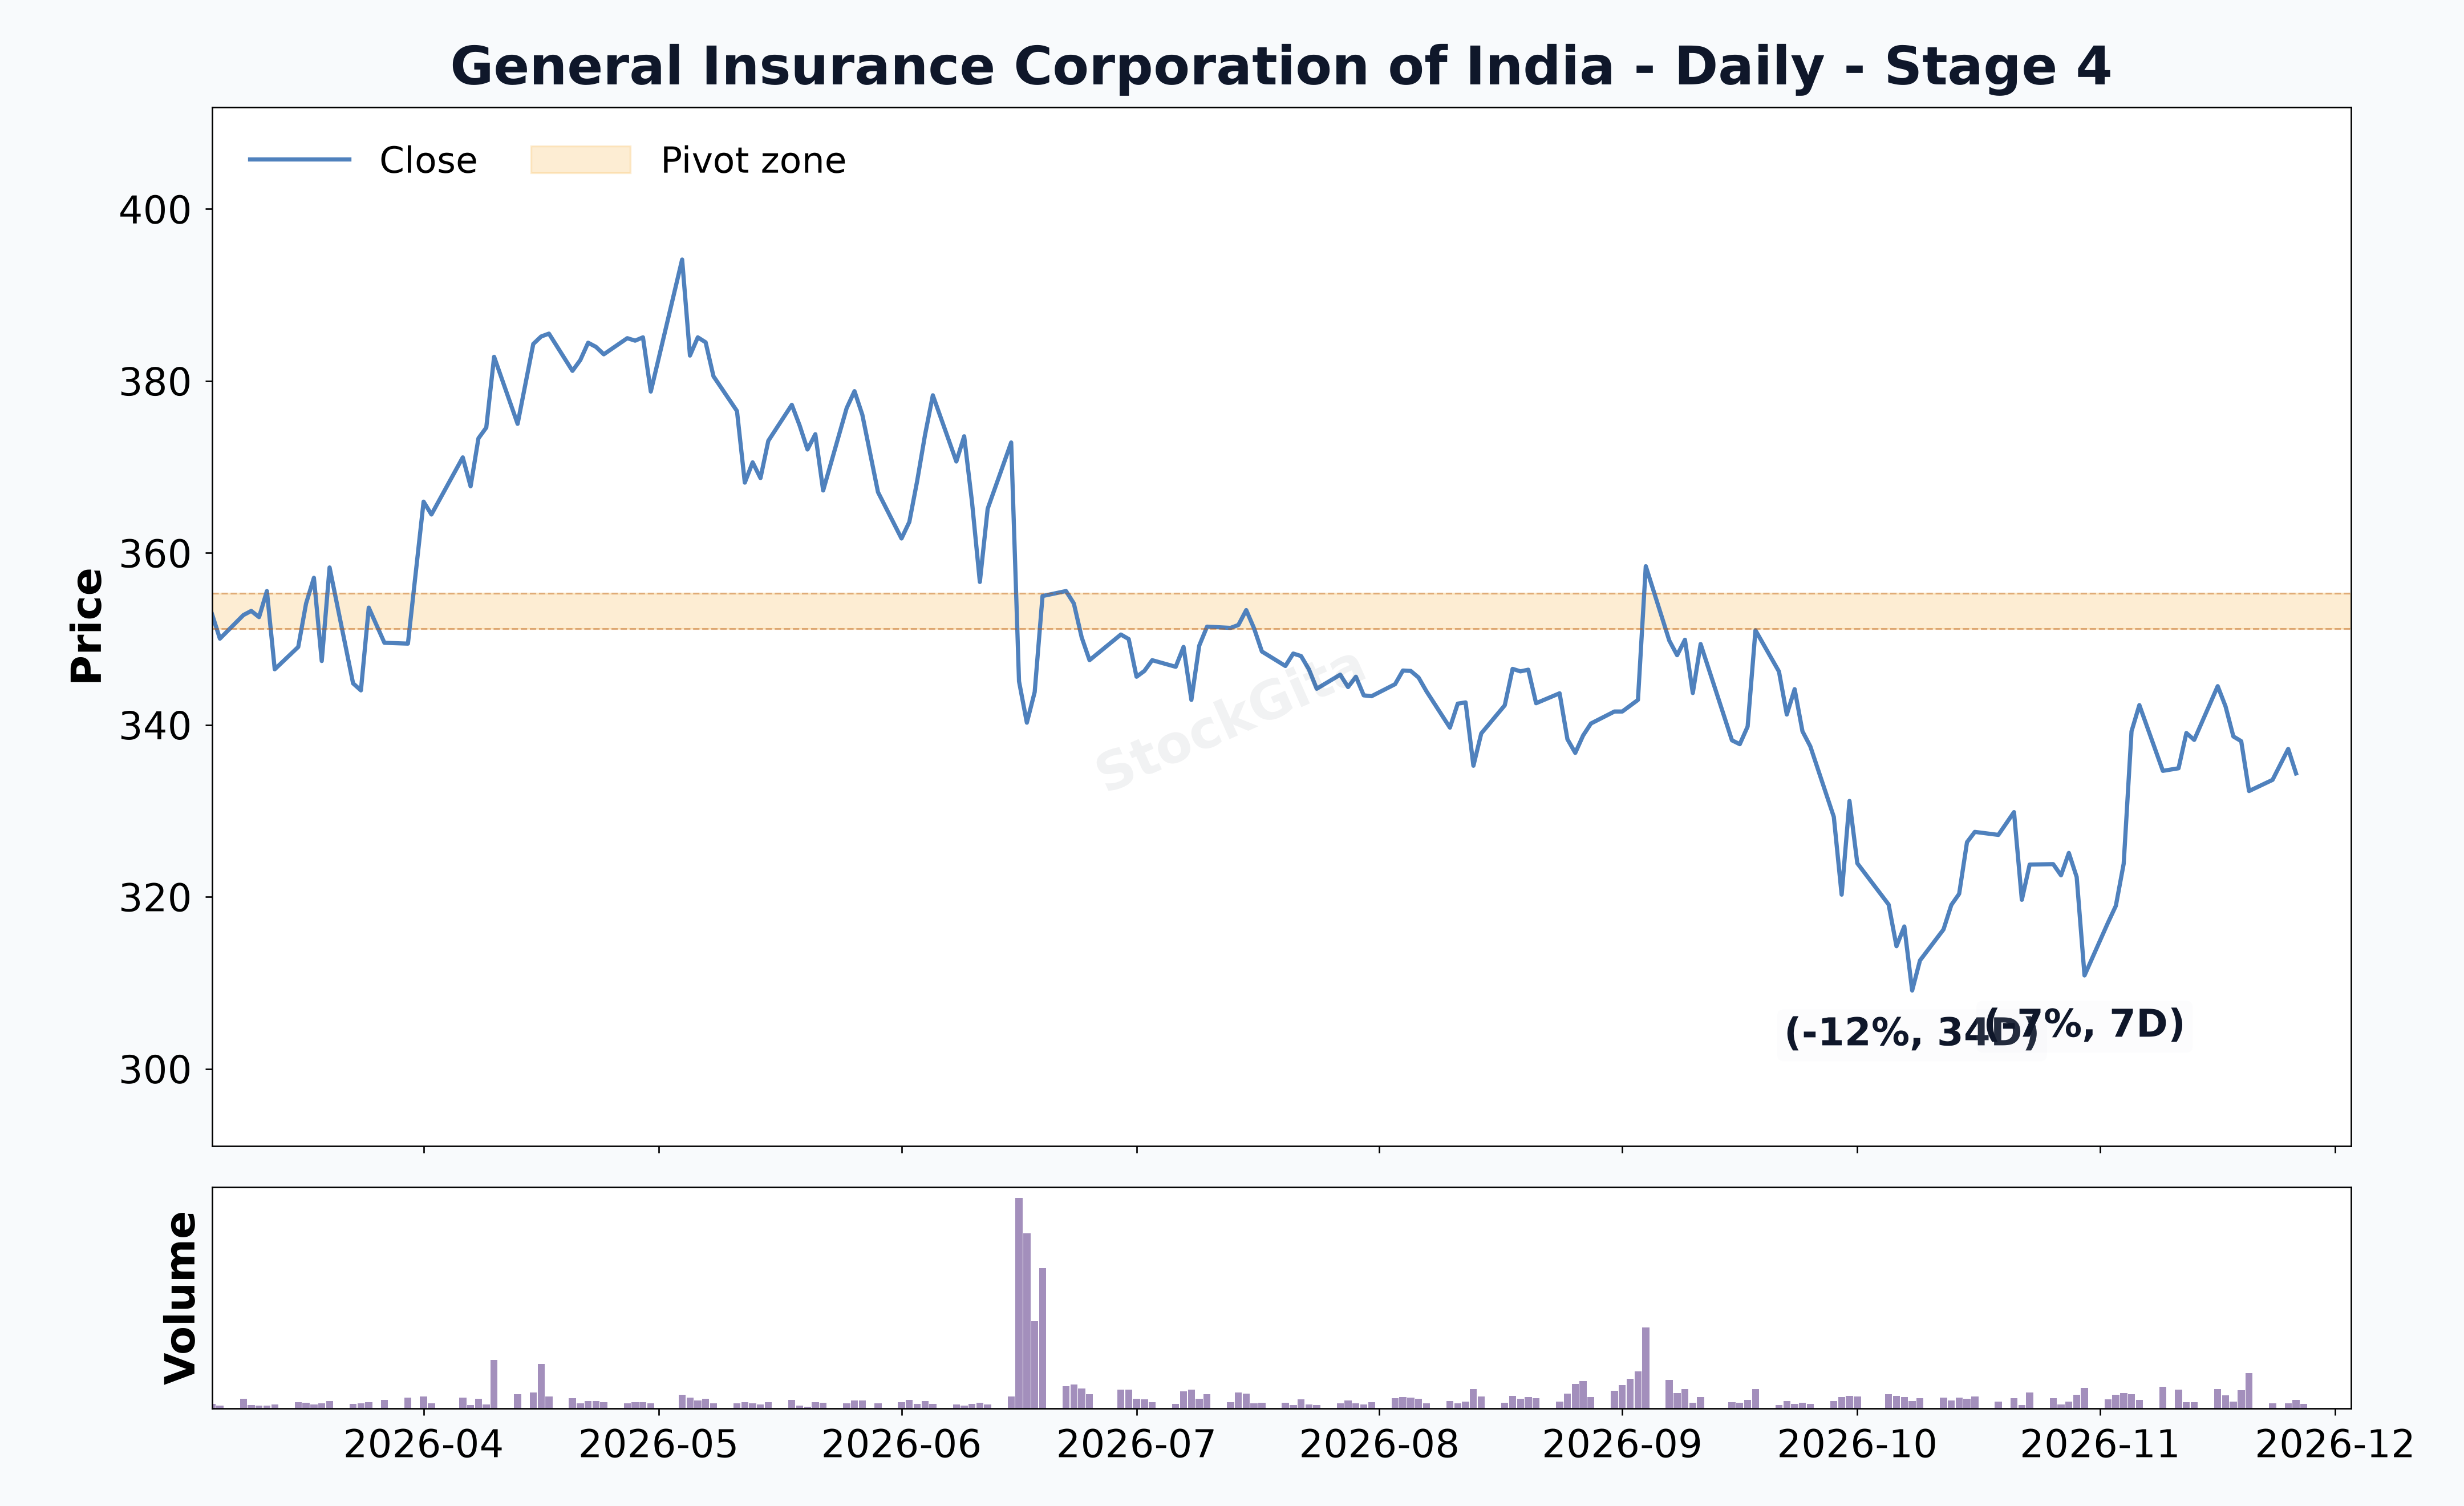 General Insurance Corporation of India - Daily - Stage 4
Close
Pivot zone
Price
400
380
360
340
320
300
StockGita
(-12%, 34D)
(-7%, 7D)
Volume
2026-04
2026-05
2026-06
2026-07
2026-08
2026-09
2026-10
2026-11
2026-12